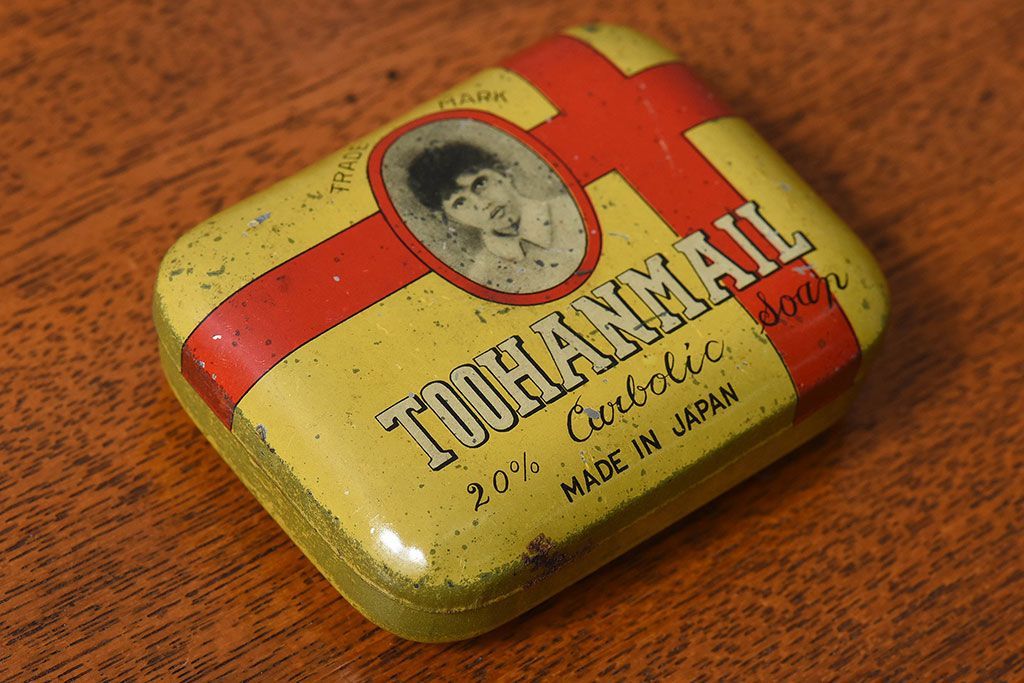 TRADE MARK
TOOHANMAIL
20% Carbolic Soap
MADE IN JAPAN